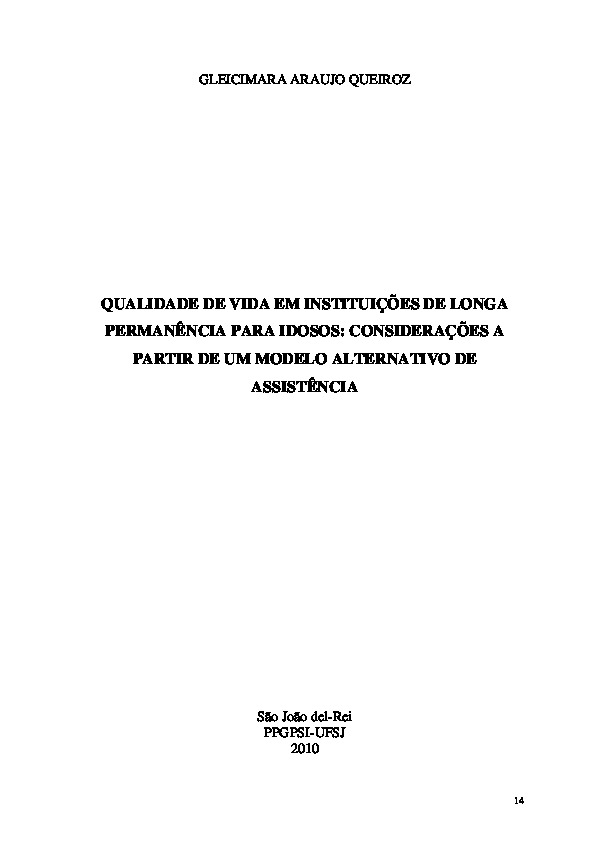 GLEICIMARA ARAUJO QUEIROZ
QUALIDADE DE VIDA EM INSTITUIÇÕES DE LONGA
PERMANÊNCIA PARA IDOSOS: CONSIDERAÇÕES A
PARTIR DE UM MODELO ALTERNATIVO DE
ASSISTÊNCIA
São João del-Rei
PPGPSI-UFSJ
2010
14